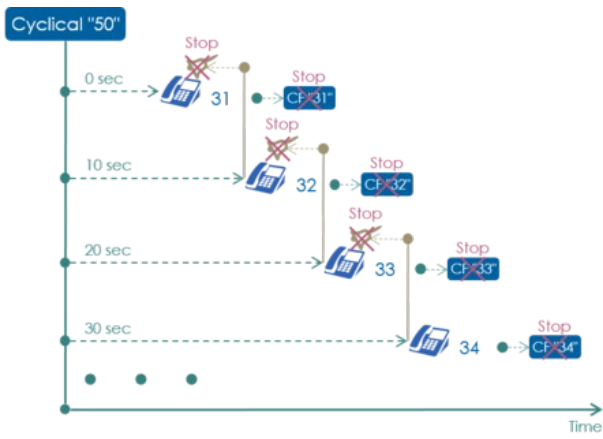 Cyclical "50"
Stop
0 sec
31
Stop
CF "31"
Stop
10 sec
32
Stop
CF "32"
Stop
20 sec
33
Stop
CF "33"
30 sec
34
Stop
CF "34"
Time